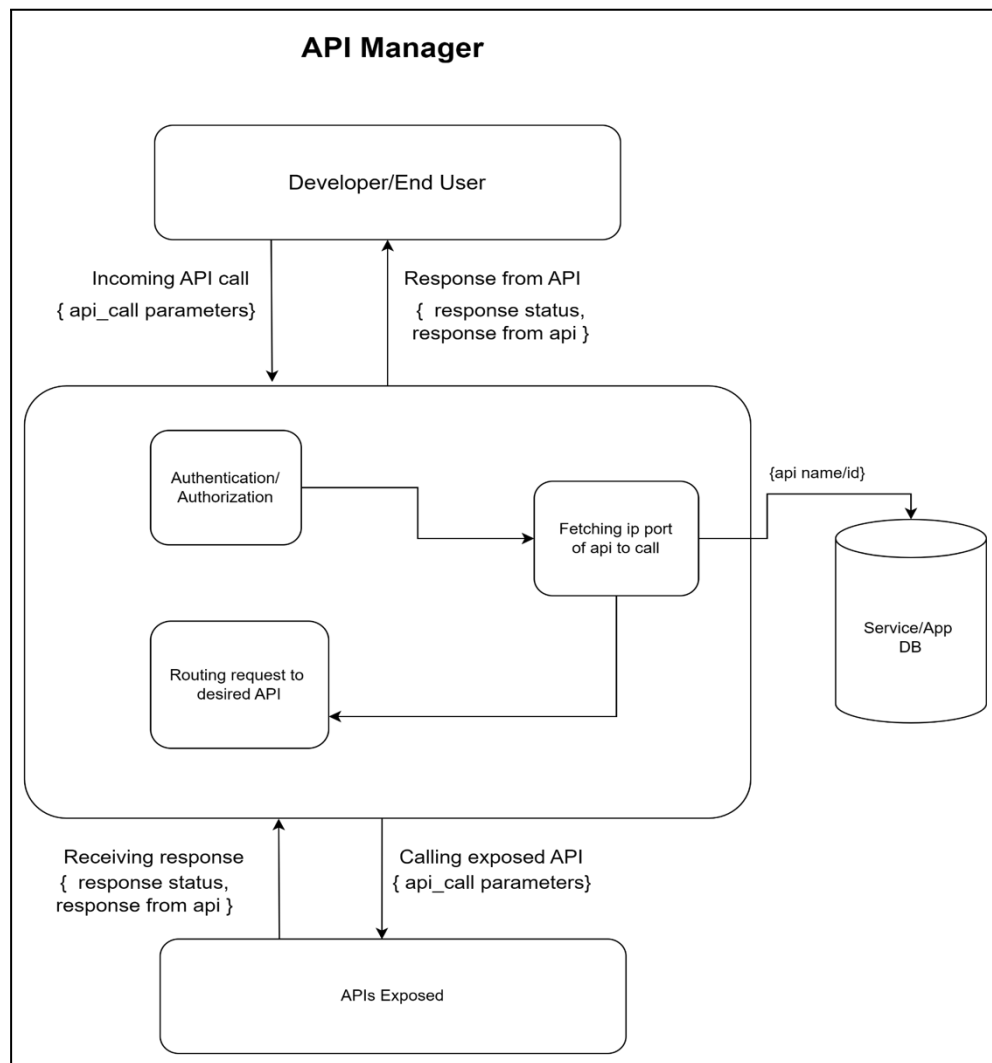 API Manager
Developer/End User
Incoming API call
{ api_call parameters}
Response from API
{ response status,
response from api }
Authentication/
Authorization
Fetching ip port
of api to call
{api name/id}
Service/App
DB
Routing request to
desired API
Receiving response
{ response status,
response from api }
Calling exposed API
{ api_call parameters}
APIs Exposed